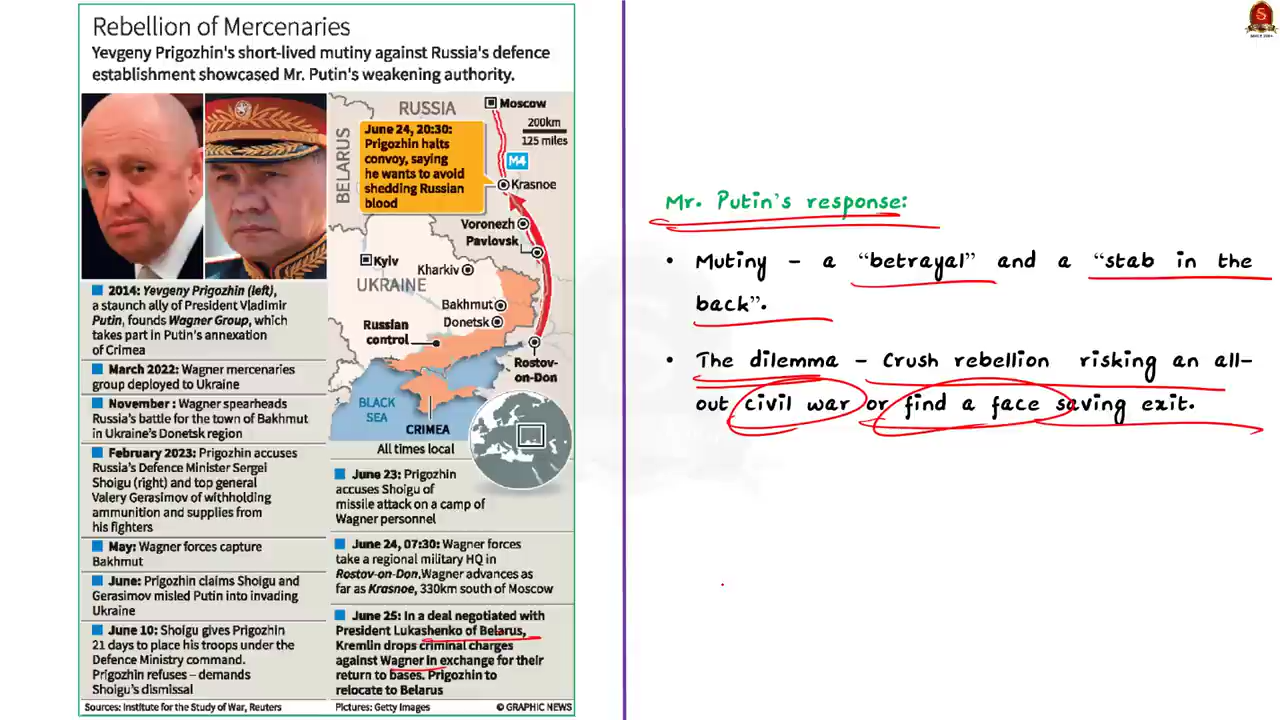 Rebellion of Mercenaries
Yevgeny Prigozhin's short-lived mutiny against Russia's defence
establishment showcased Mr. Putin's weakening authority.
RUSSIA
Moscow
BELARUS
200km
125 miles
June 24, 20:30:
Prigozhin halts
convoy, saying
he wants to avoid
shedding Russian
blood
M4
Krasnoe
Voronezh
Pavlovsk
Kyiv
Kharkiv
UKRAINE
Bakhmut
Donetsk
Russian
control
Rostov-
on-Don
BLACK
SEA
CRIMEA
All times local
2014: Yevgeny Prigozhin (left),
a staunch ally of President Vladimir
Putin, founds Wagner Group, which
takes part in Putin's annexation
of Crimea
March 2022: Wagner mercenaries
group deployed to Ukraine
November : Wagner spearheads
Russia's battle for the town of Bakhmut
in Ukraine's Donetsk region
February 2023: Prigozhin accuses
Russia's Defence Minister Sergei
Shoigu (right) and top general
Valery Gerasimov of withholding
ammunition and supplies from
his fighters
May: Wagner forces capture
Bakhmut
June: Prigozhin claims Shoigu and
Gerasimov misled Putin into invading
Ukraine
June 10: Shoigu gives Prigozhin
21 days to place his troops under the
Defence Ministry command.
Prigozhin refuses – demands
Shoigu's dismissal
June 23: Prigozhin
accuses Shoigu of
missile attack on a camp of
Wagner personnel
June 24, 07:30: Wagner forces
take a regional military HQ in
Rostov-on-Don.Wagner advances as
far as Krasnoe, 330km south of Moscow
June 25: In a deal negotiated with
President Lukashenko of Belarus,
Kremlin drops criminal charges
against Wagner in exchange for their
return to bases. Prigozhin to
relocate to Belarus
Sources: Institute for the Study of War, Reuters
Pictures: Getty Images
© GRAPHIC NEWS
Mr. Putin's response:
• Mutiny – a “betrayal” and a “stab in the
back”.
• The dilemma – Crush rebellion risking an all-
out civil war or find a face saving exit.